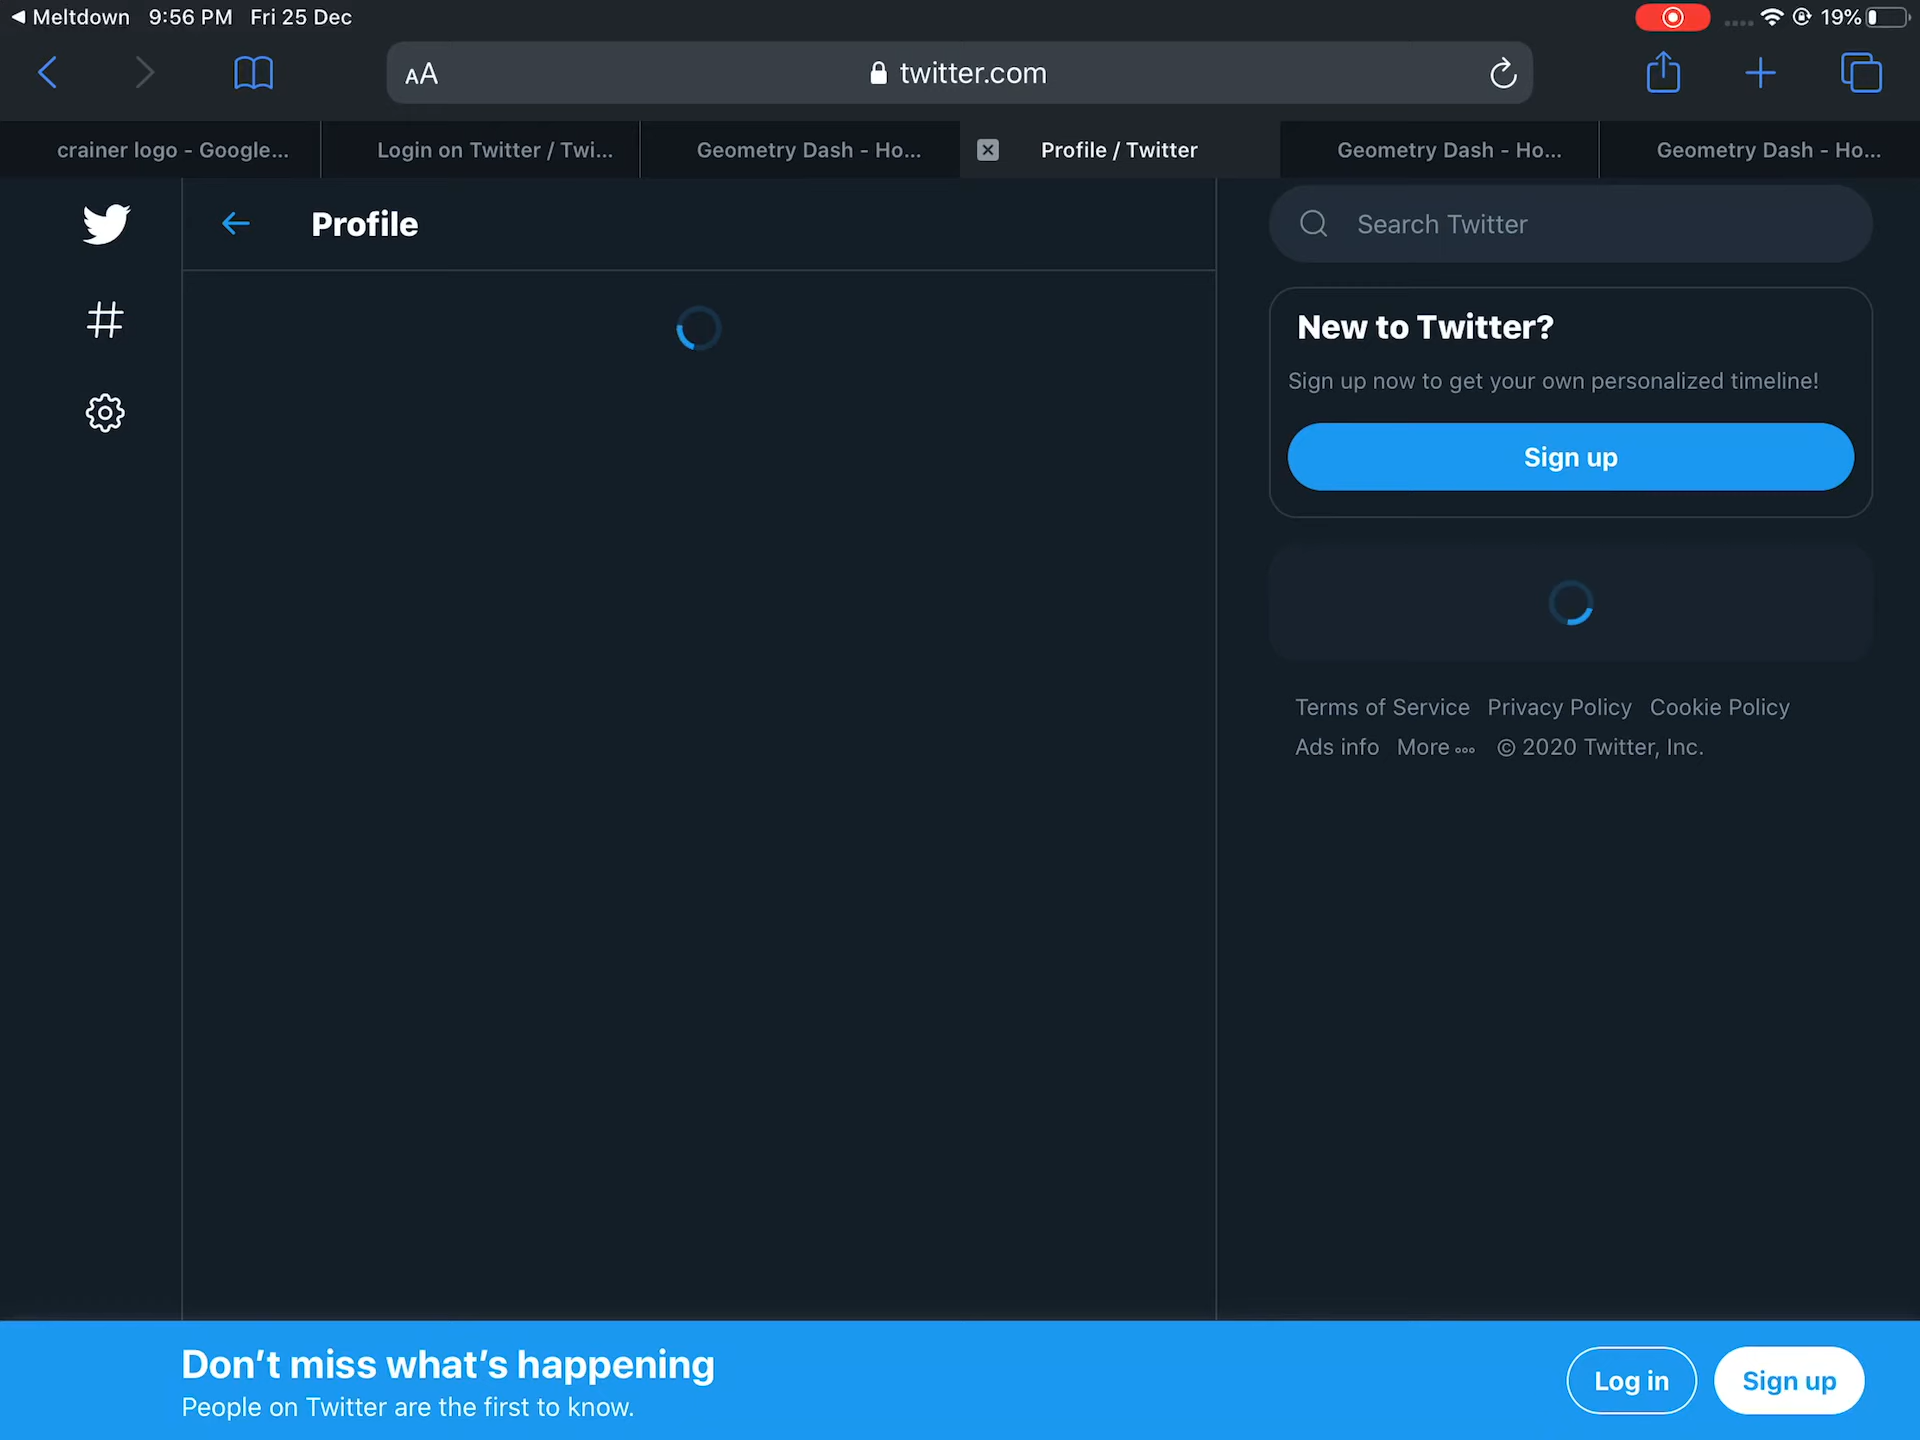 Meltdown 9:56 PM Fri 25 Dec 19%
AA twitter.com
crainer logo - Google... Login on Twitter / Twi... Geometry Dash - Ho... Profile / Twitter Geometry Dash - Ho... Geometry Dash - Ho...
Profile
Search Twitter
New to Twitter?
Sign up now to get your own personalized timeline!
Sign up
Terms of Service Privacy Policy Cookie Policy
Ads info More © 2020 Twitter, Inc.
Don't miss what's happening
People on Twitter are the first to know.
Log in Sign up